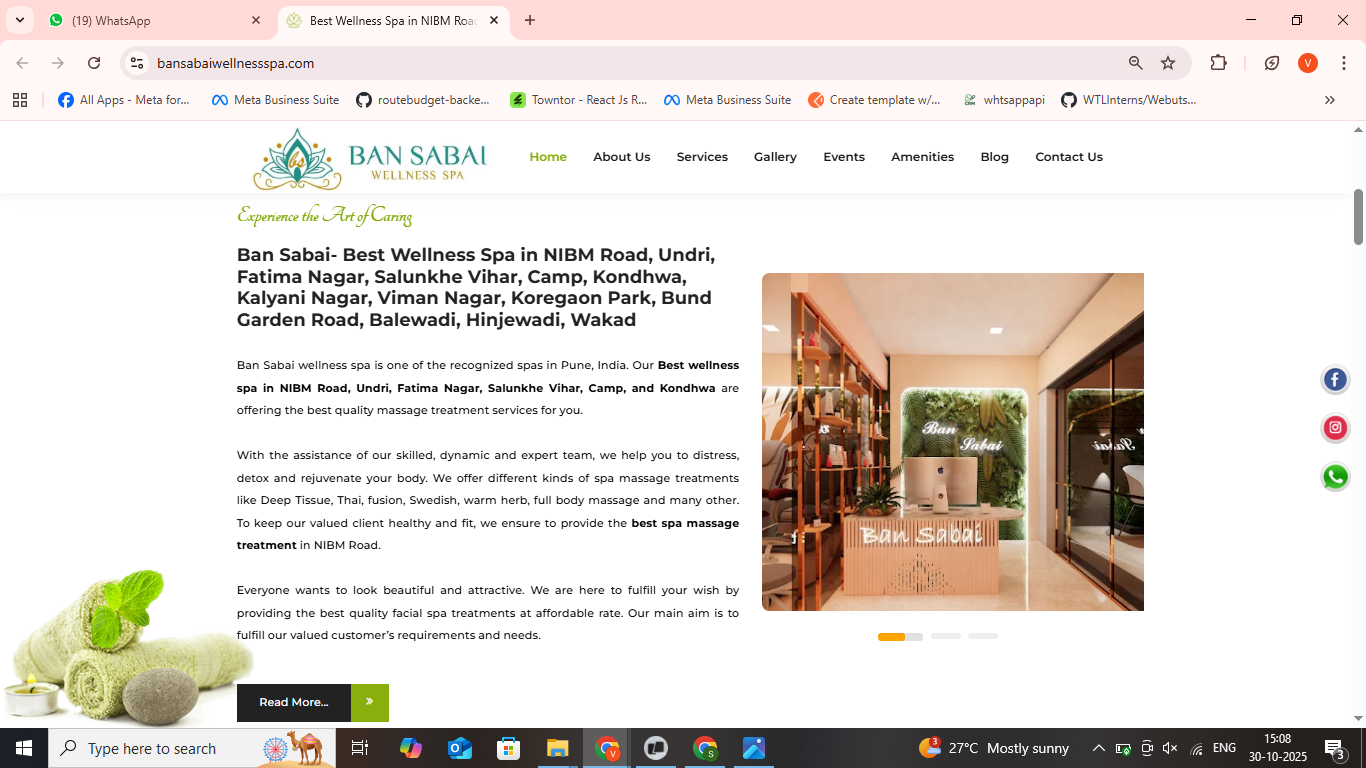 (19) WhatsApp
Best Wellness Spa in NIBM Roa
bansabaiwellnessspa.com
V
All Apps - Meta for...
Meta Business Suite
routebudget-backe...
Towntor - React Js R...
Meta Business Suite
Create template w/...
whtsappapi
WTLInterns/Webuts...
BAN SABAI
WELLNESS SPA
Home
About Us
Services
Gallery
Events
Amenities
Blog
Contact Us
Experience the Art of Caring
Ban Sabai- Best Wellness Spa in NIBM Road, Undri,
Fatima Nagar, Salunkhe Vihar, Camp, Kondhwa,
Kalyani Nagar, Viman Nagar, Koregaon Park, Bund
Garden Road, Balewadi, Hinjewadi, Wakad
Ban Sabai wellness spa is one of the recognized spas in Pune, India. Our Best wellness
spa in NIBM Road, Undri, Fatima Nagar, Salunkhe Vihar, Camp, and Kondhwa are
offering the best quality massage treatment services for you.
With the assistance of our skilled, dynamic and expert team, we help you to distress,
detox and rejuvenate your body. We offer different kinds of spa massage treatments
like Deep Tissue, Thai, fusion, Swedish, warm herb, full body massage and many other.
To keep our valued client healthy and fit, we ensure to provide the best spa massage
treatment in NIBM Road.
Everyone wants to look beautiful and attractive. We are here to fulfill your wish by
providing the best quality facial spa treatments at affordable rate. Our main aim is to
fulfill our valued customer's requirements and needs.
Read More...
Ban
Sabai
Ban Sabai
Type here to search
3
27°C Mostly sunny
ENG
15:08
30-10-2025
3